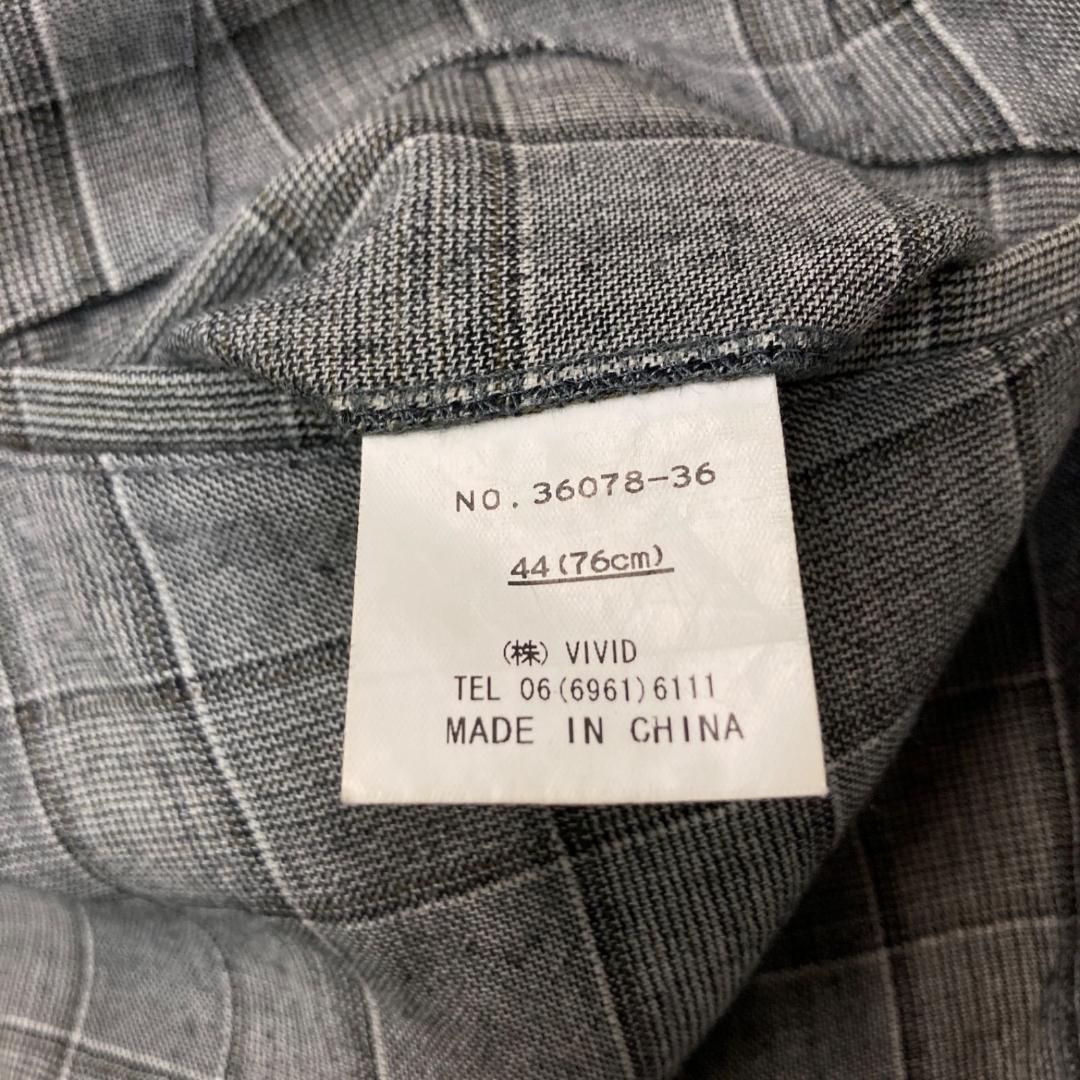 NO. 36078-36
44(76cm)
(株) VIVID
TEL 06(6961)6111
MADE IN CHINA